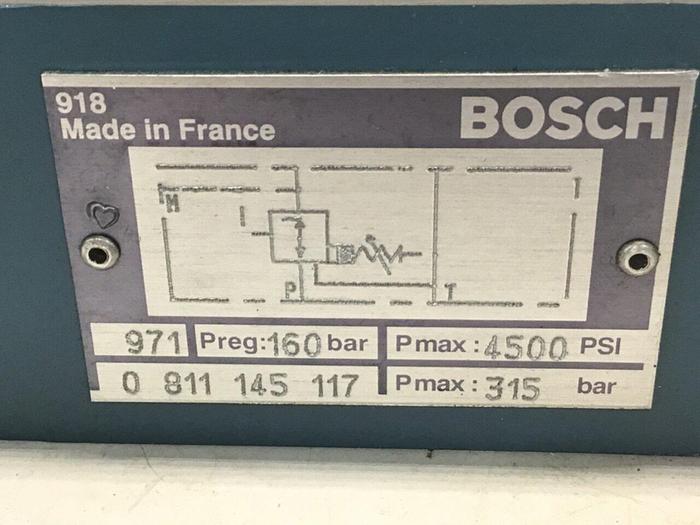 918
Made in France
BOSCH
M
P T
971 Preg:160 bar Pmax:4500 PSI
0 811 145 117 Pmax:315 bar